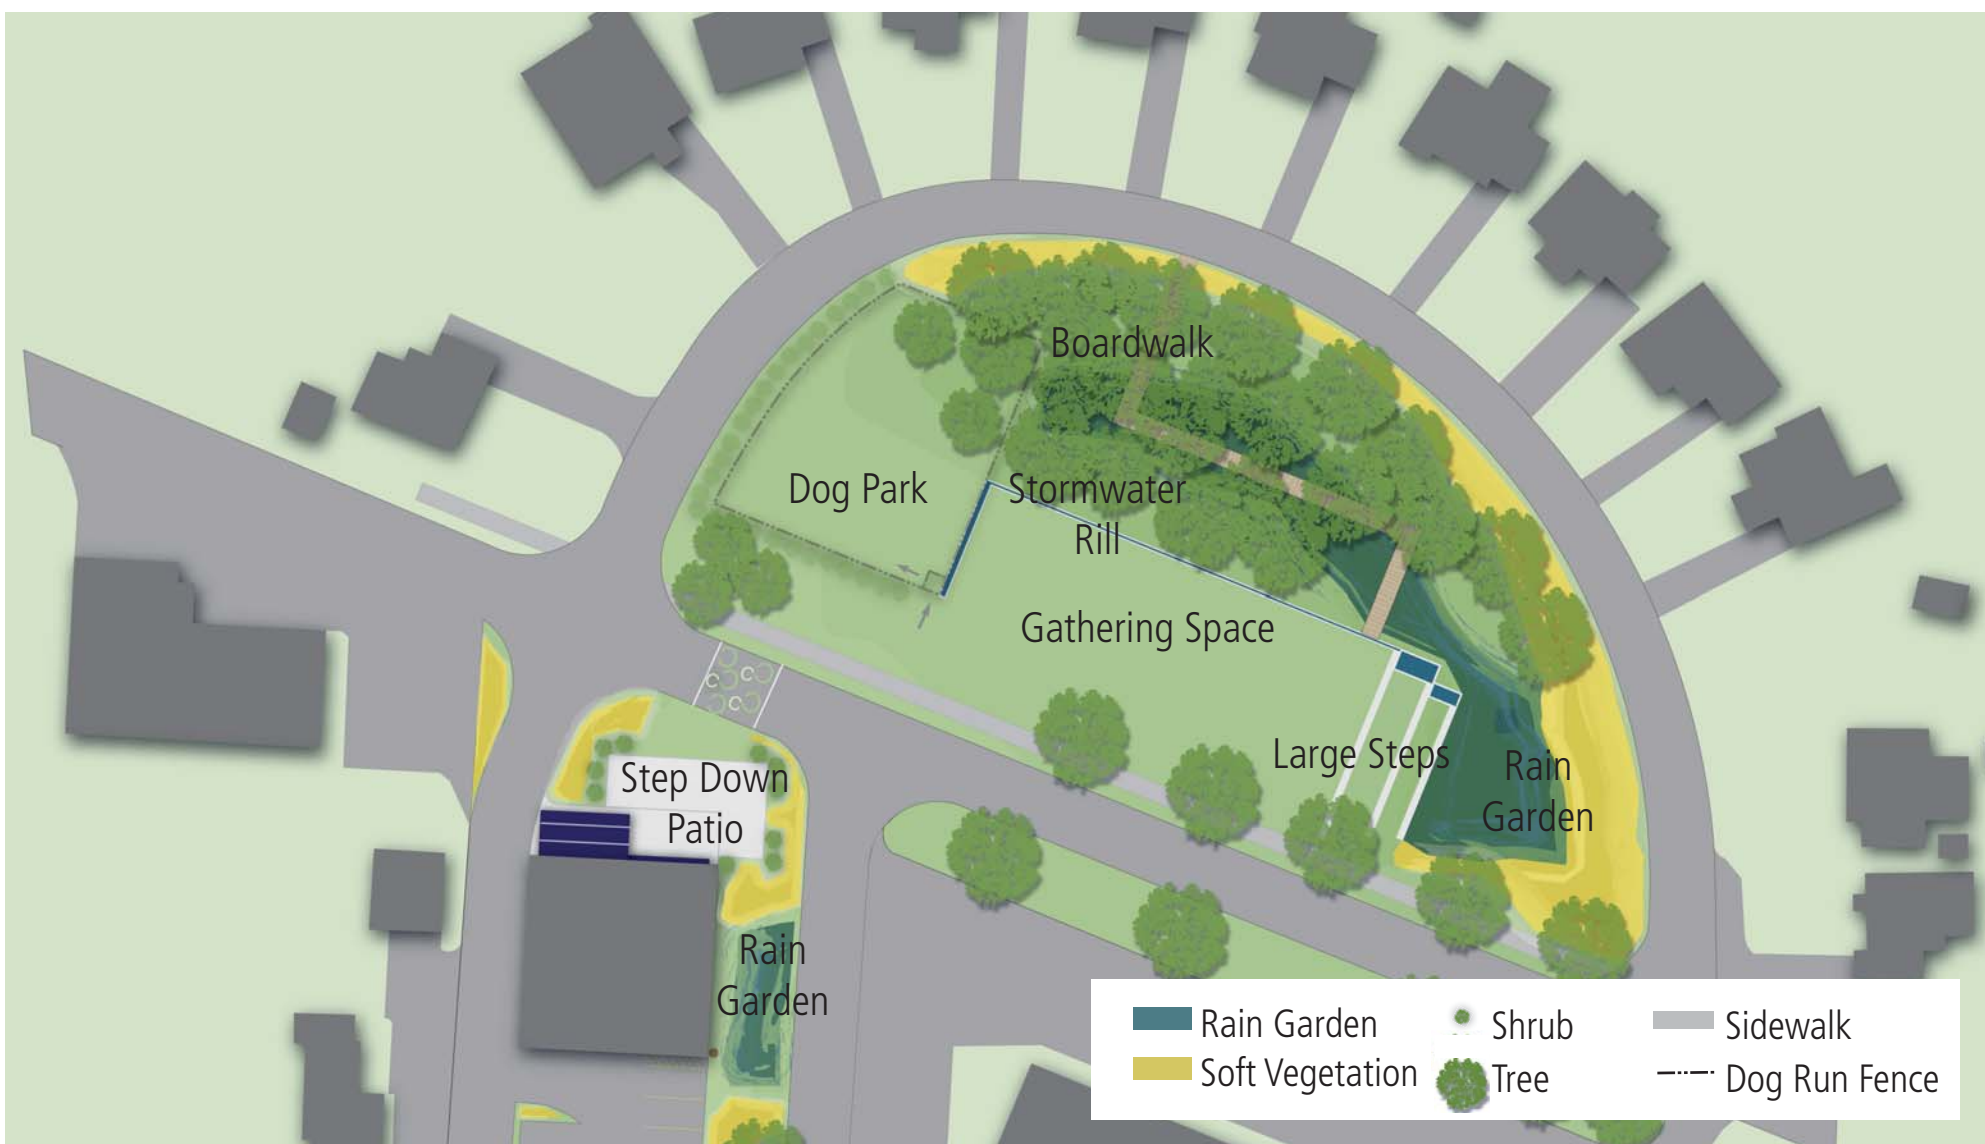 Boardwalk
Dog Park
Stormwater
Rill
Gathering Space
Large Steps
Rain
Garden
Step Down
Patio
Rain
Garden
Rain Garden
Soft Vegetation
Shrub
Tree
Sidewalk
Dog Run Fence